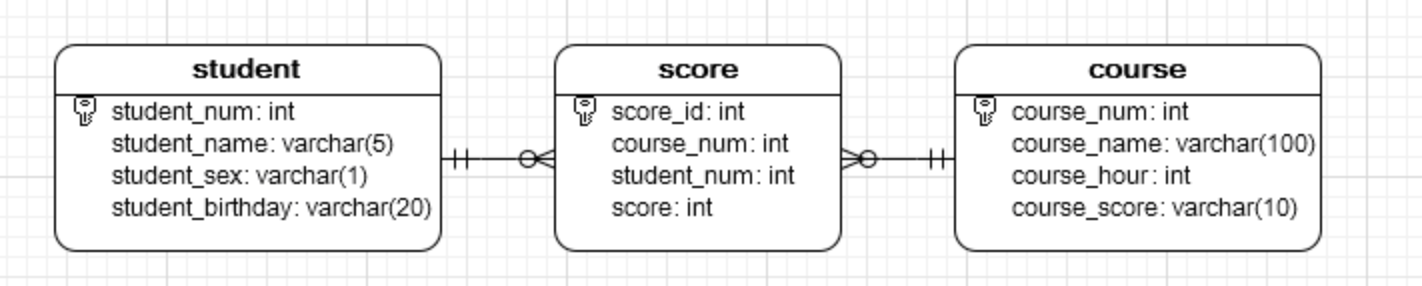 student
student_num: int
student_name: varchar(5)
student_sex: varchar(1)
student_birthday: varchar(20)
score
score_id: int
course_num: int
student_num: int
score: int
course
course_num: int
course_name: varchar(100)
course_hour: int
course_score: varchar(10)